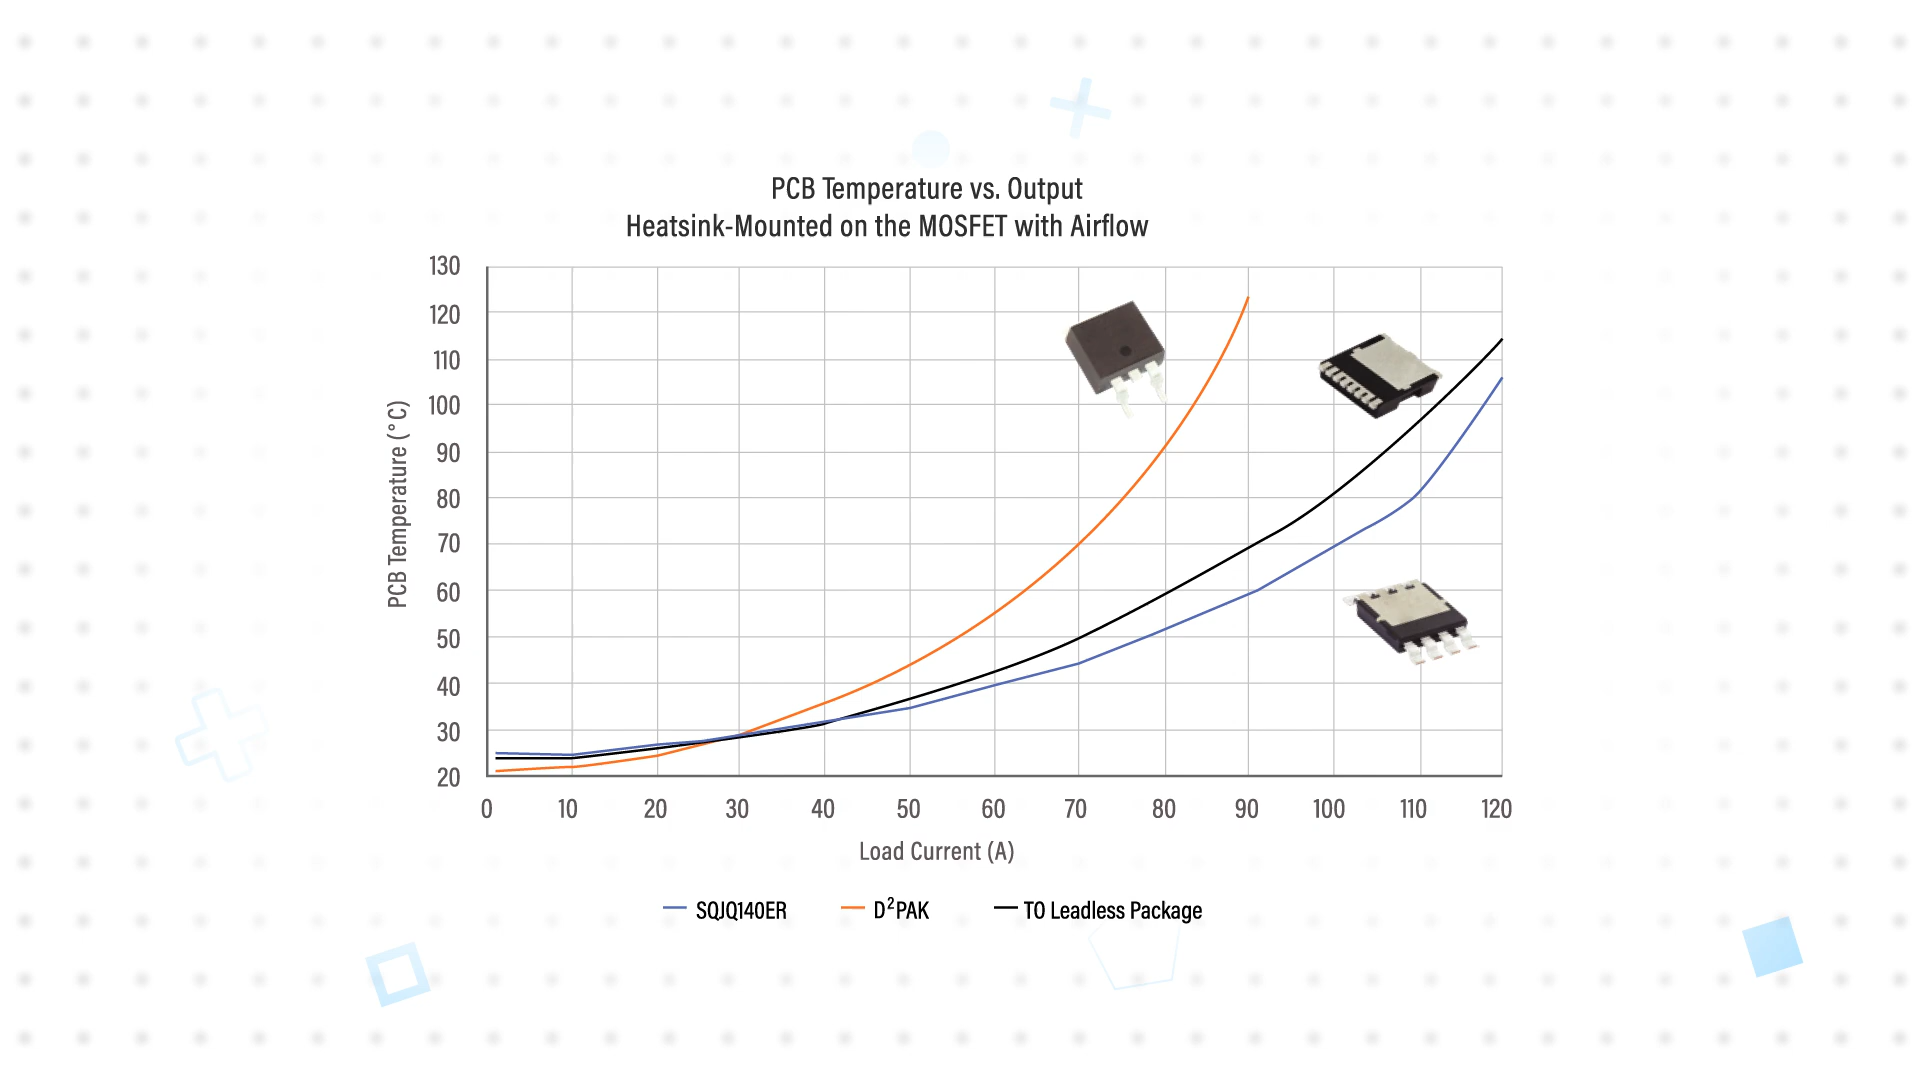 PCB Temperature vs. Output
Heatsink-Mounted on the MOSFET with Airflow
130
120
110
100
90
80
70
60
50
40
30
20
PCB Temperature (°C)
0 10 20 30 40 50 60 70 80 90 100 110 120
Load Current (A)
SQJQ140ER D²PAK TO Leadless Package